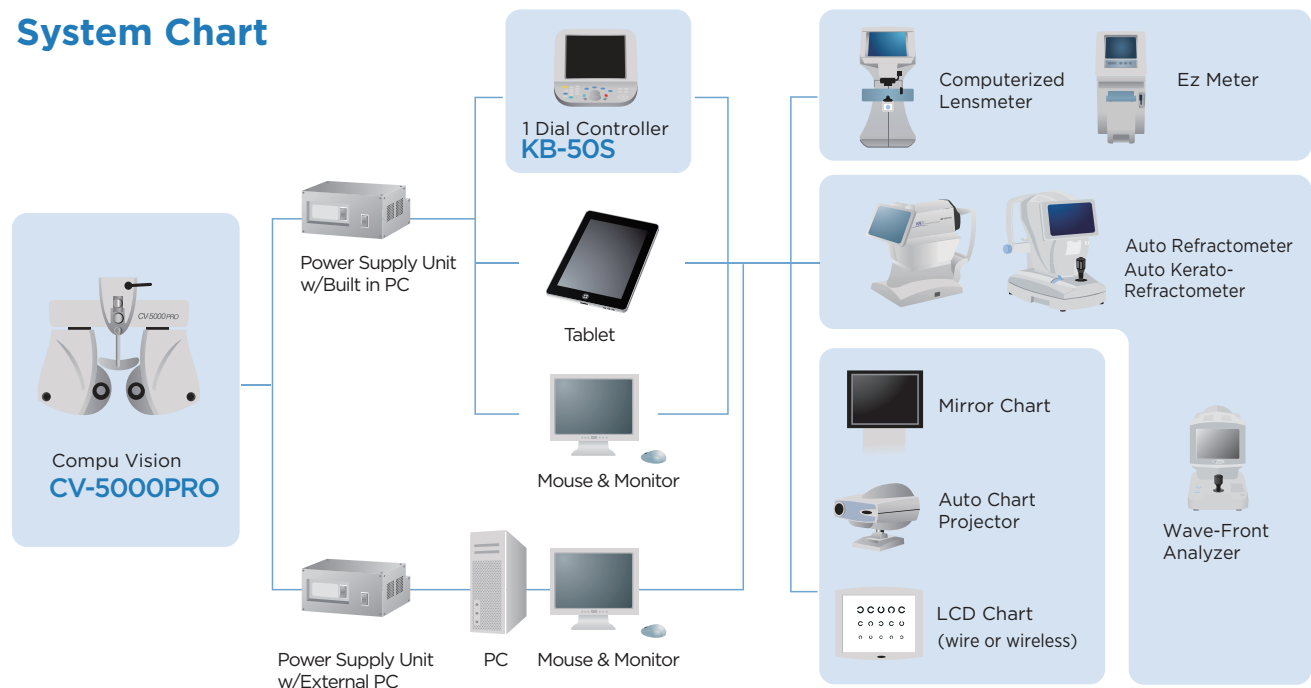 System Chart
1 Dial Controller
KB-50S
Computerized
Lensmeter
Ez Meter
Power Supply Unit
w/Built in PC
Tablet
Auto Refractometer
Auto Kerato-
Refractometer
CV-5000PRO
Compu Vision
CV-5000PRO
Mouse & Monitor
Mirror Chart
Auto Chart
Projector
Wave-Front
Analyzer
LCD Chart
(wire or wireless)
Power Supply Unit
w/External PC
PC
Mouse & Monitor